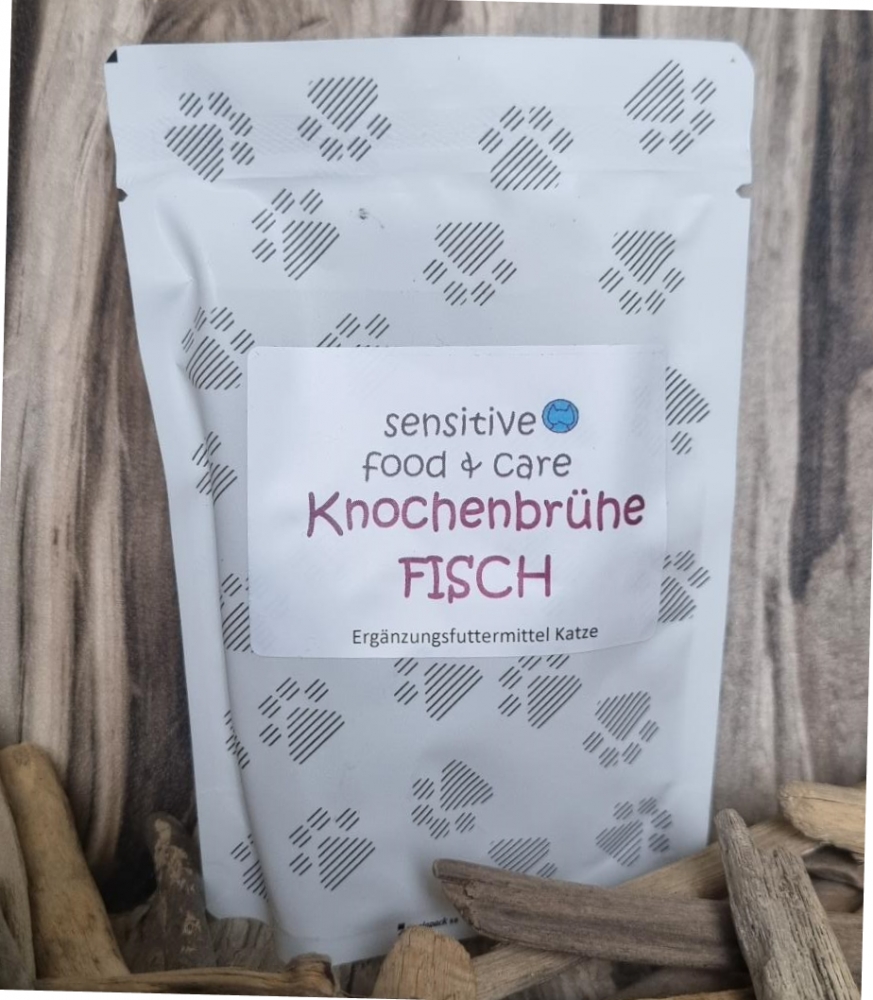 sensitive
food & care
Knochenbrühe
FISCH
Ergänzungsfuttermittel Katze